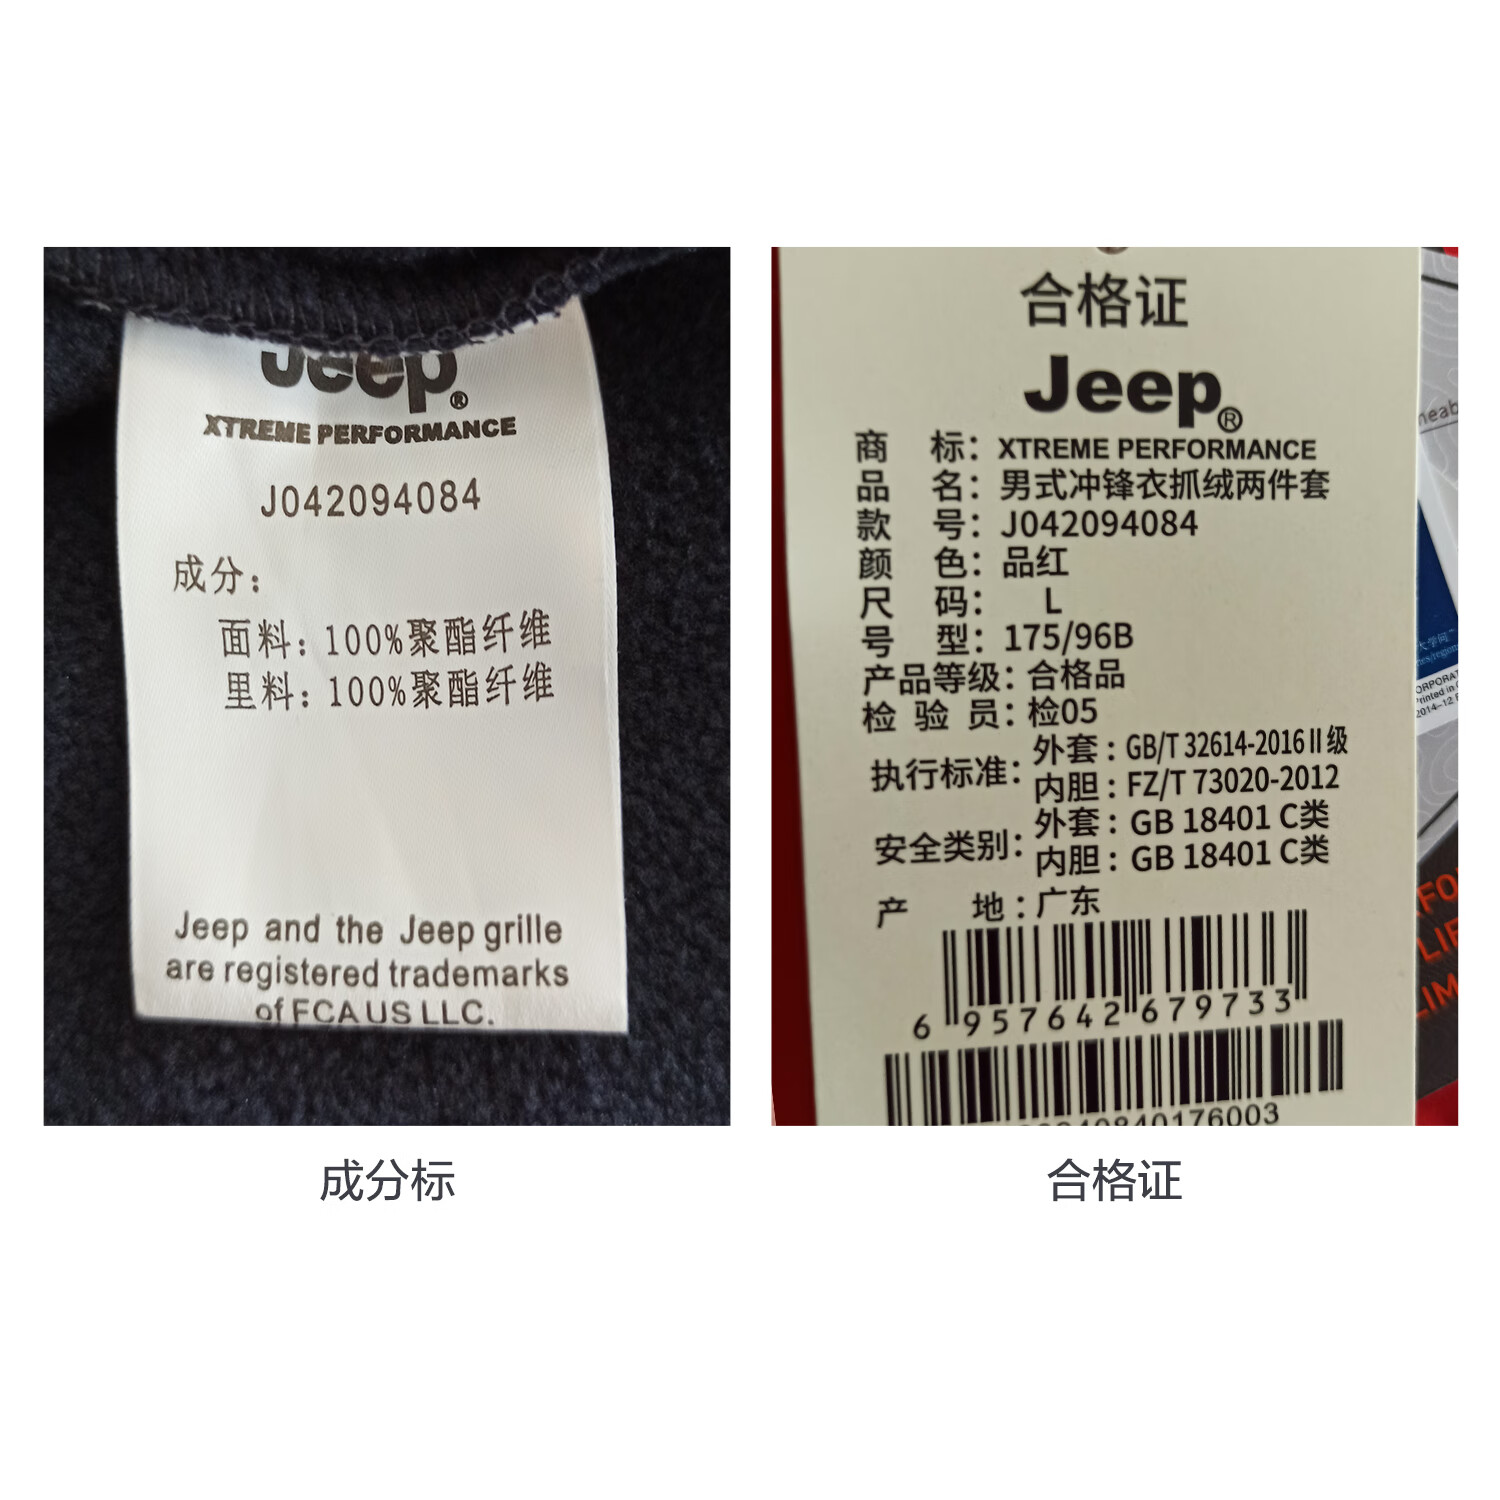 Jeep®
XTREME PERFORMANCE
J042094084
成分：
面料：100%聚酯纤维
里料：100%聚酯纤维
Jeep and the Jeep grille
are registered trademarks
of FCA US LLC.
成分标
合格证
Jeep®
商 标：XTREME PERFORMANCE
品 名：男式冲锋衣抓绒两件套
款 号：J042094084
颜 色：品红
尺 码： L
号 型：175/96B
产品等级：合格品
检 验 员：检05
执行标准：外套：GB/T 32614-2016 II级
内胆：FZ/T 73020-2012
安全类别：外套：GB 18401 C类
内胆：GB 18401 C类
产 地：广东
6 957642 679733
合格证